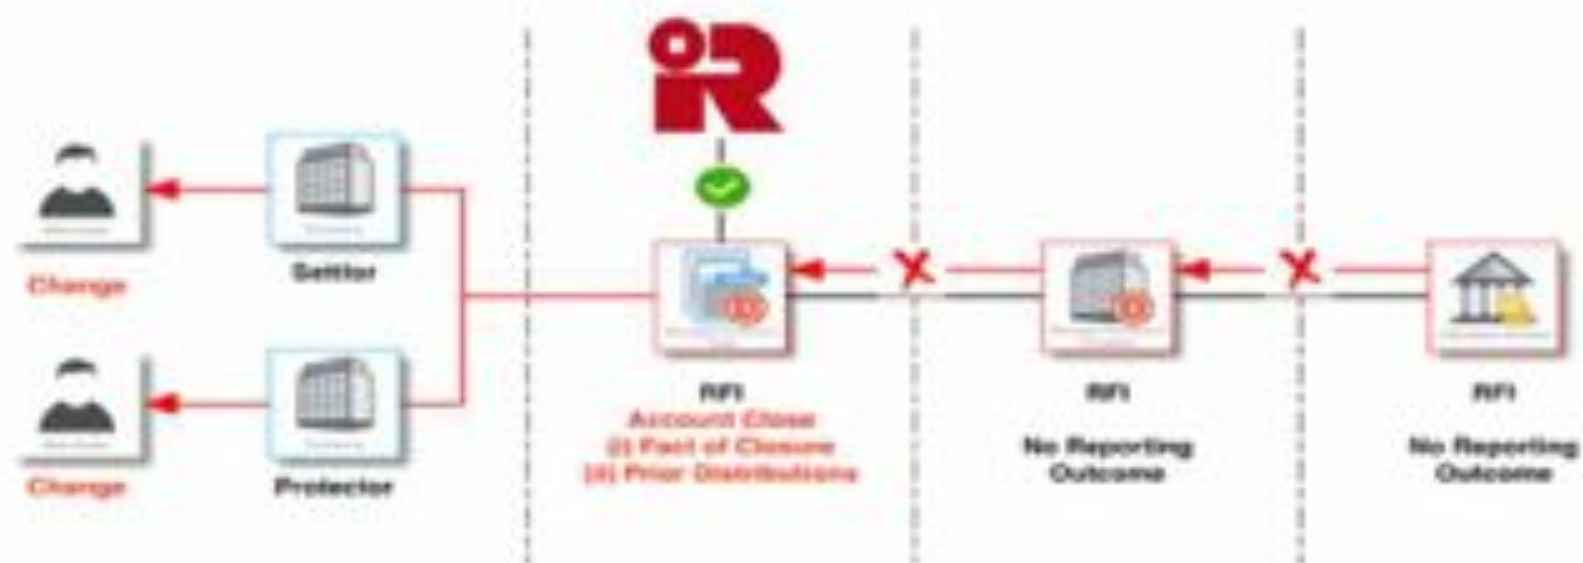 iR
Change
Settlor
Change
Protector
RFI
Account Close
(i) Fact of Closure
(ii) Prior Distributions
RFI
No Reporting
Outcome
RFI
No Reporting
Outcome